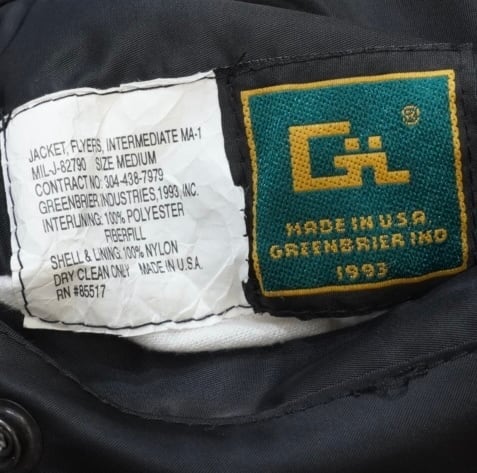 JACKET, FLYERS, INTERMEDIATE MA-1
MIL-J-82790 SIZE MEDIUM
CONTRACT NO: 304-438-7979
GREENBRIER INDUSTRIES, 1993, INC.
INTERLINING: 100% POLYESTER
FIBERFILL
SHELL & LINING: 100% NYLON
DRY CLEAN ONLY MADE IN U.S.A.
RN #85517
®
Gii
MADE IN U.S.A
GREENBRIER IND
1993